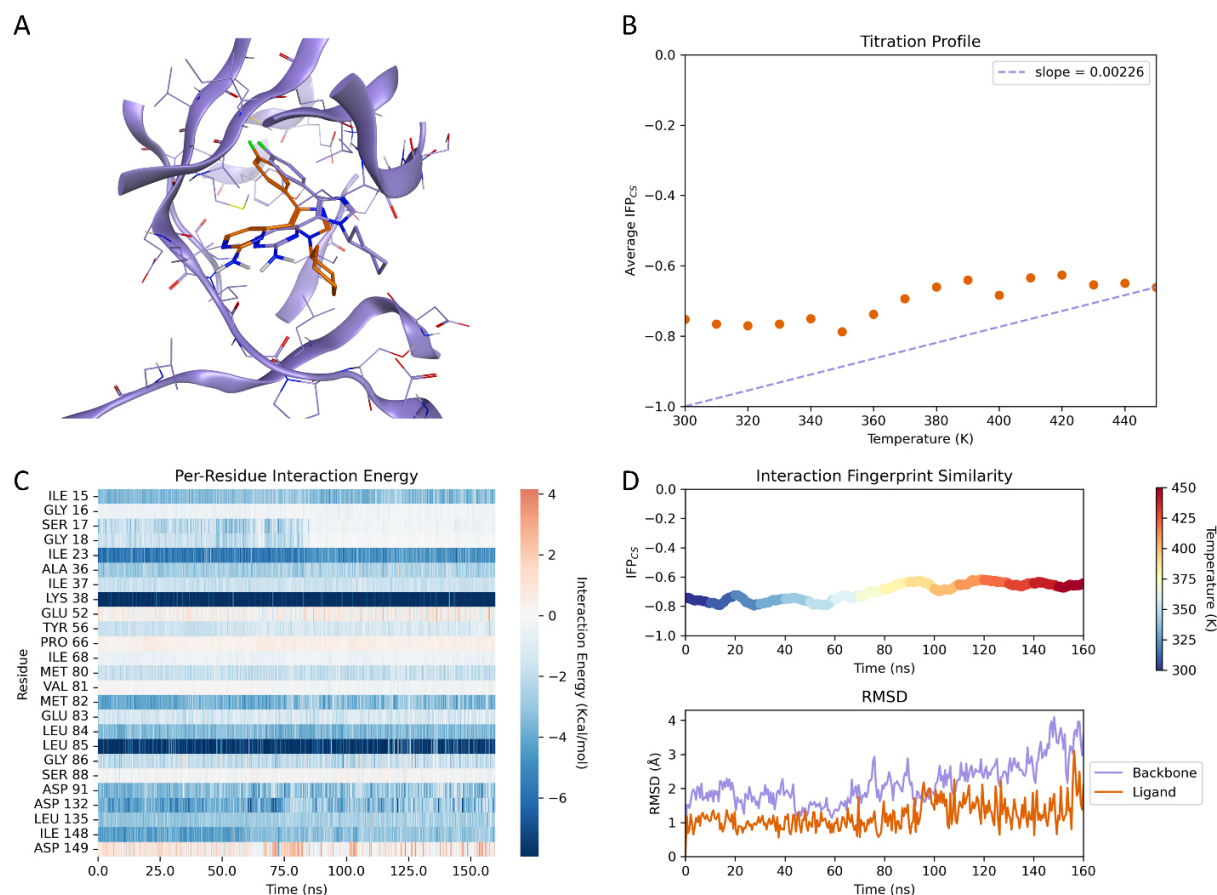 A
B
Titration Profile
slope = 0.00226
Average IFP_CS
0.0
−0.2
−0.4
−0.6
−0.8
−1.0
300 320 340 360 380 400 420 440
Temperature (K)
C
Per-Residue Interaction Energy
Residue
ILE 15
GLY 16
SER 17
GLY 18
ILE 23
ALA 36
ILE 37
LYS 38
GLU 52
TYR 56
PRO 66
ILE 68
MET 80
VAL 81
MET 82
GLU 83
LEU 84
LEU 85
GLY 86
SER 88
ASP 91
ASP 132
LEU 135
ILE 148
ASP 149
0.0 25.0 50.0 75.0 100.0 125.0 150.0
Time (ns)
4
2
0
−2
−4
−6
Interaction Energy (Kcal/mol)
D
Interaction Fingerprint Similarity
IFP_CS
0.0
−0.2
−0.4
−0.6
−0.8
−1.0
0 20 40 60 80 100 120 140 160
Time (ns)
450
425
400
375
350
325
300
Temperature (K)
RMSD
RMSD (Å)
4
3
2
1
0
0 20 40 60 80 100 120 140 160
Time (ns)
Backbone
Ligand